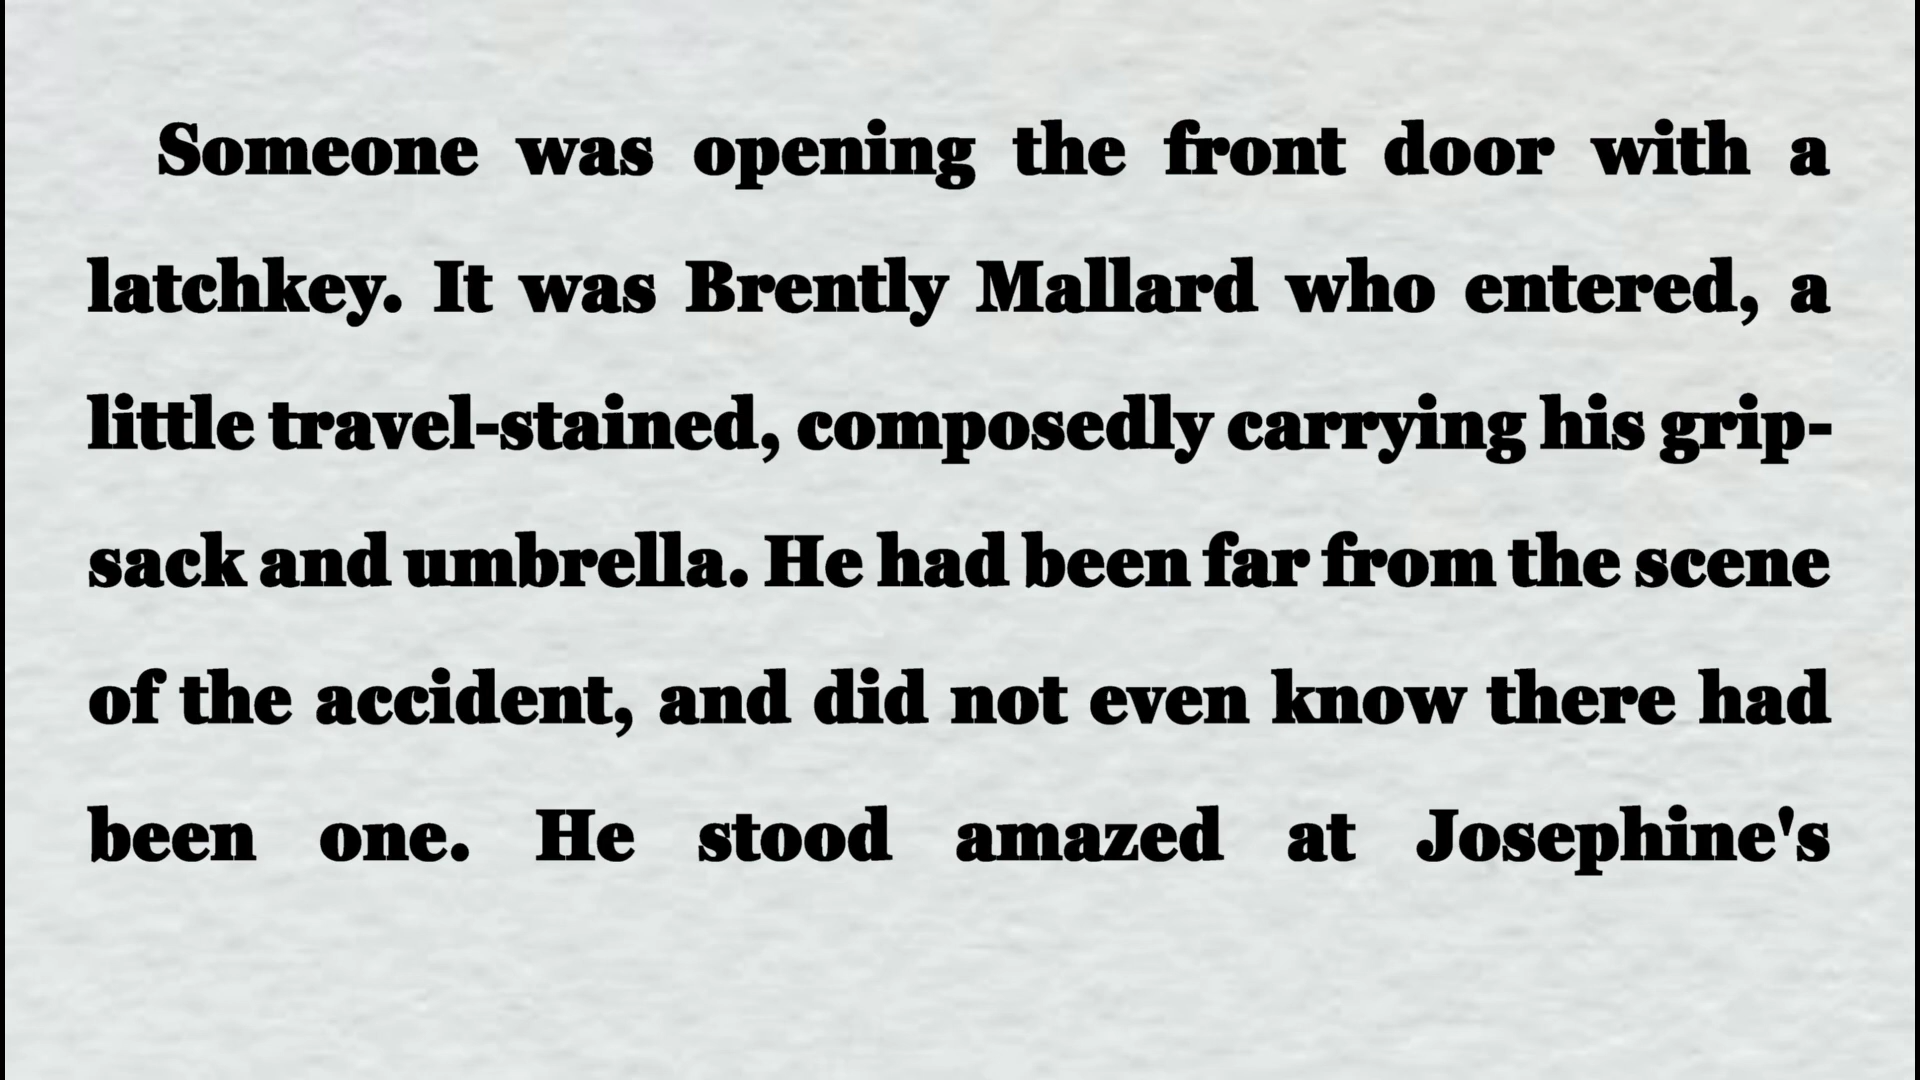 Someone was opening the front door with a
latchkey. It was Brently Mallard who entered, a
little travel-stained, composedly carrying his grip-
sack and umbrella. He had been far from the scene
of the accident, and did not even know there had
been one. He stood amazed at Josephine's